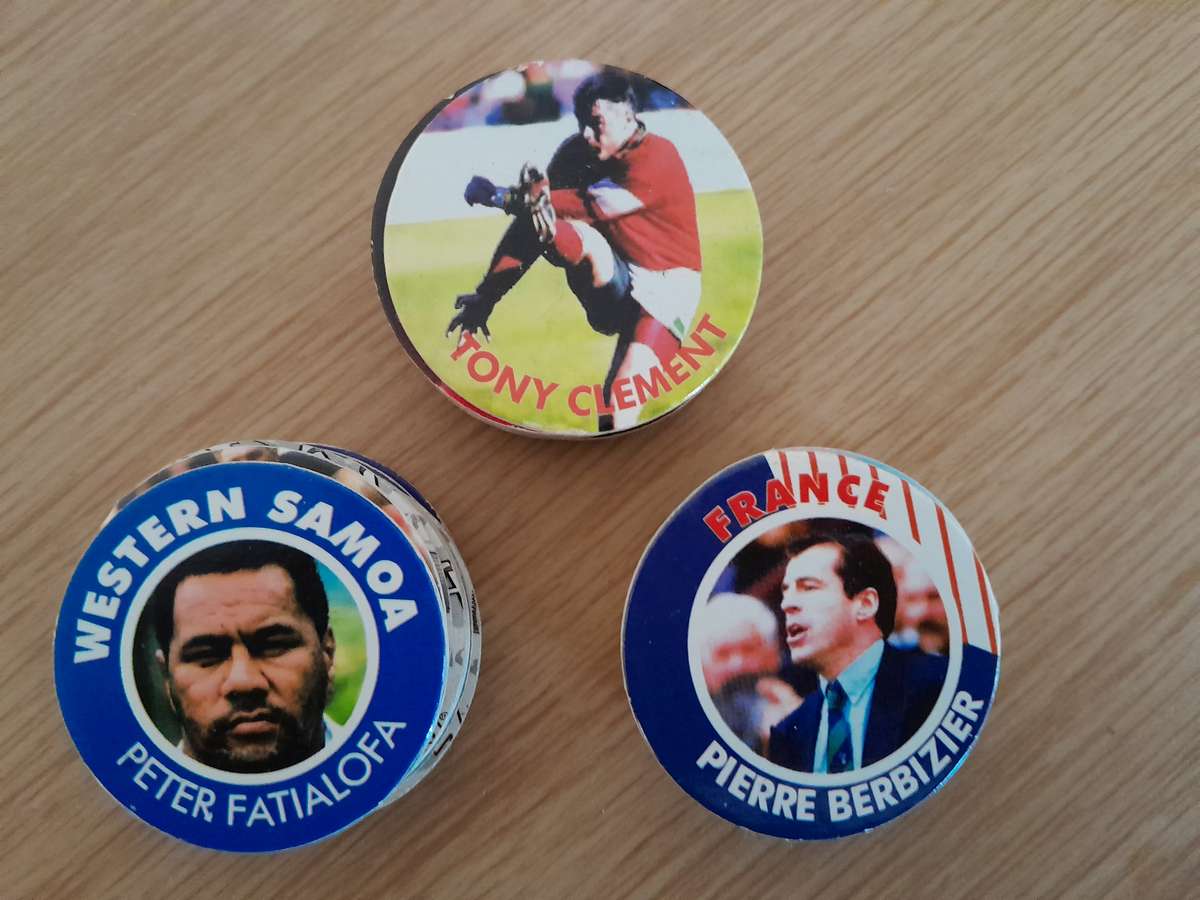 TONY CLEMENT
WESTERN SAMOA
PETER FATIALOFA
FRANCE
PIERRE BERBIZIER